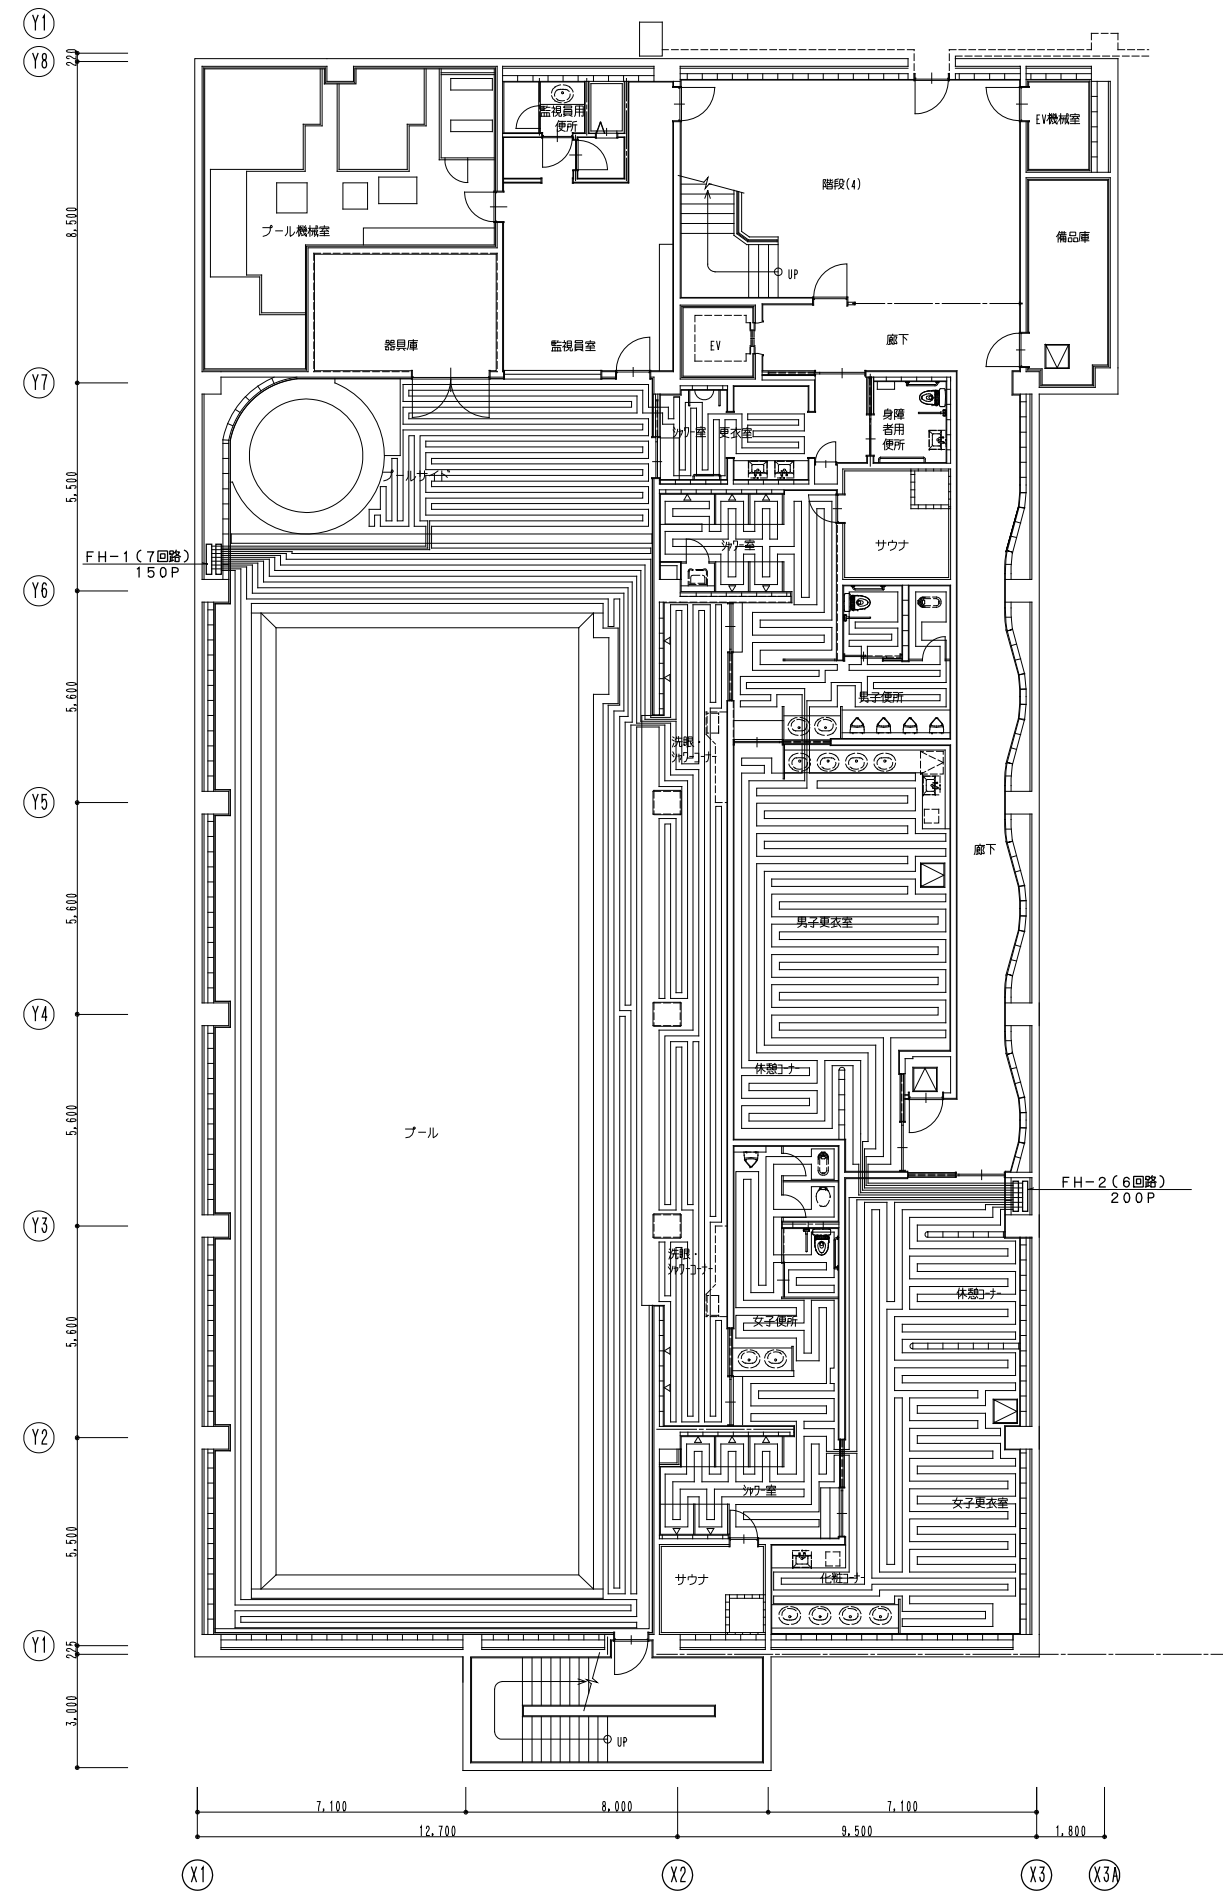 Y1
Y8
220
監視員用
便所
EV機械室
階段(4)
8,500
プール機械室
備品庫
UP
器具庫
監視員室
EV
廊下
Y7
身障
者用
便所
シャワー室
更衣室
プールサイド
5,500
シャワー室
サウナ
FH-1(7回路)
150P
Y6
5,600
男子便所
洗眼・
シャワーコーナー
Y5
廊下
5,600
男子更衣室
Y4
休憩コーナー
5,600
プール
FH-2(6回路)
200P
Y3
洗眼・
シャワーコーナー
休憩コーナー
女子便所
5,600
Y2
シャワー室
女子更衣室
5,500
サウナ
化粧コーナー
Y1
225
3,000
UP
7,100
8,000
7,100
12,700
9,500
1,800
X1
X2
X3
X3A